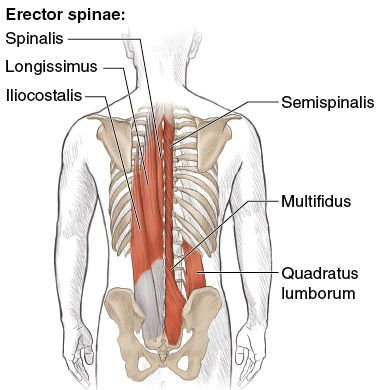 Erector spinae:
Spinalis
Longissimus
Iliocostalis
Semispinalis
Multifidus
Quadratus
lumborum